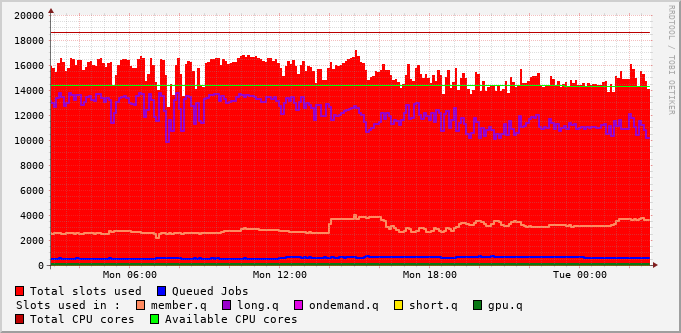 20000
18000
16000
14000
12000
10000
8000
6000
4000
2000
0
Mon 06:00 Mon 12:00 Mon 18:00 Tue 00:00
RRDTOOL / TOBI OETIKER
Total slots used Queued Jobs
Slots used in : member.q long.q ondemand.q short.q gpu.q
Total CPU cores Available CPU cores